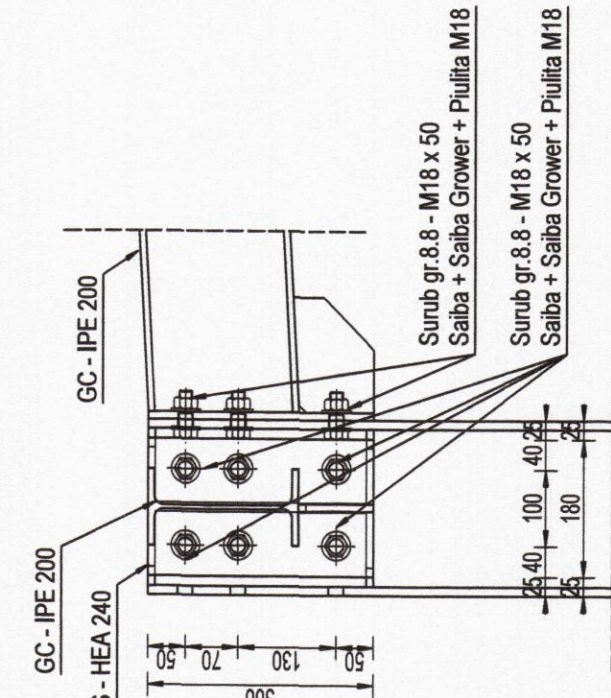 GC - IPE 200
GC - IPE 200
- HEA 240
Surub gr.8.8 - M18 x 50
Saiba + Saiba Grower + Piulita M18
Surub gr.8.8 - M18 x 50
Saiba + Saiba Grower + Piulita M18
50
70
130
50
25 40 100 40 25
25 180 25